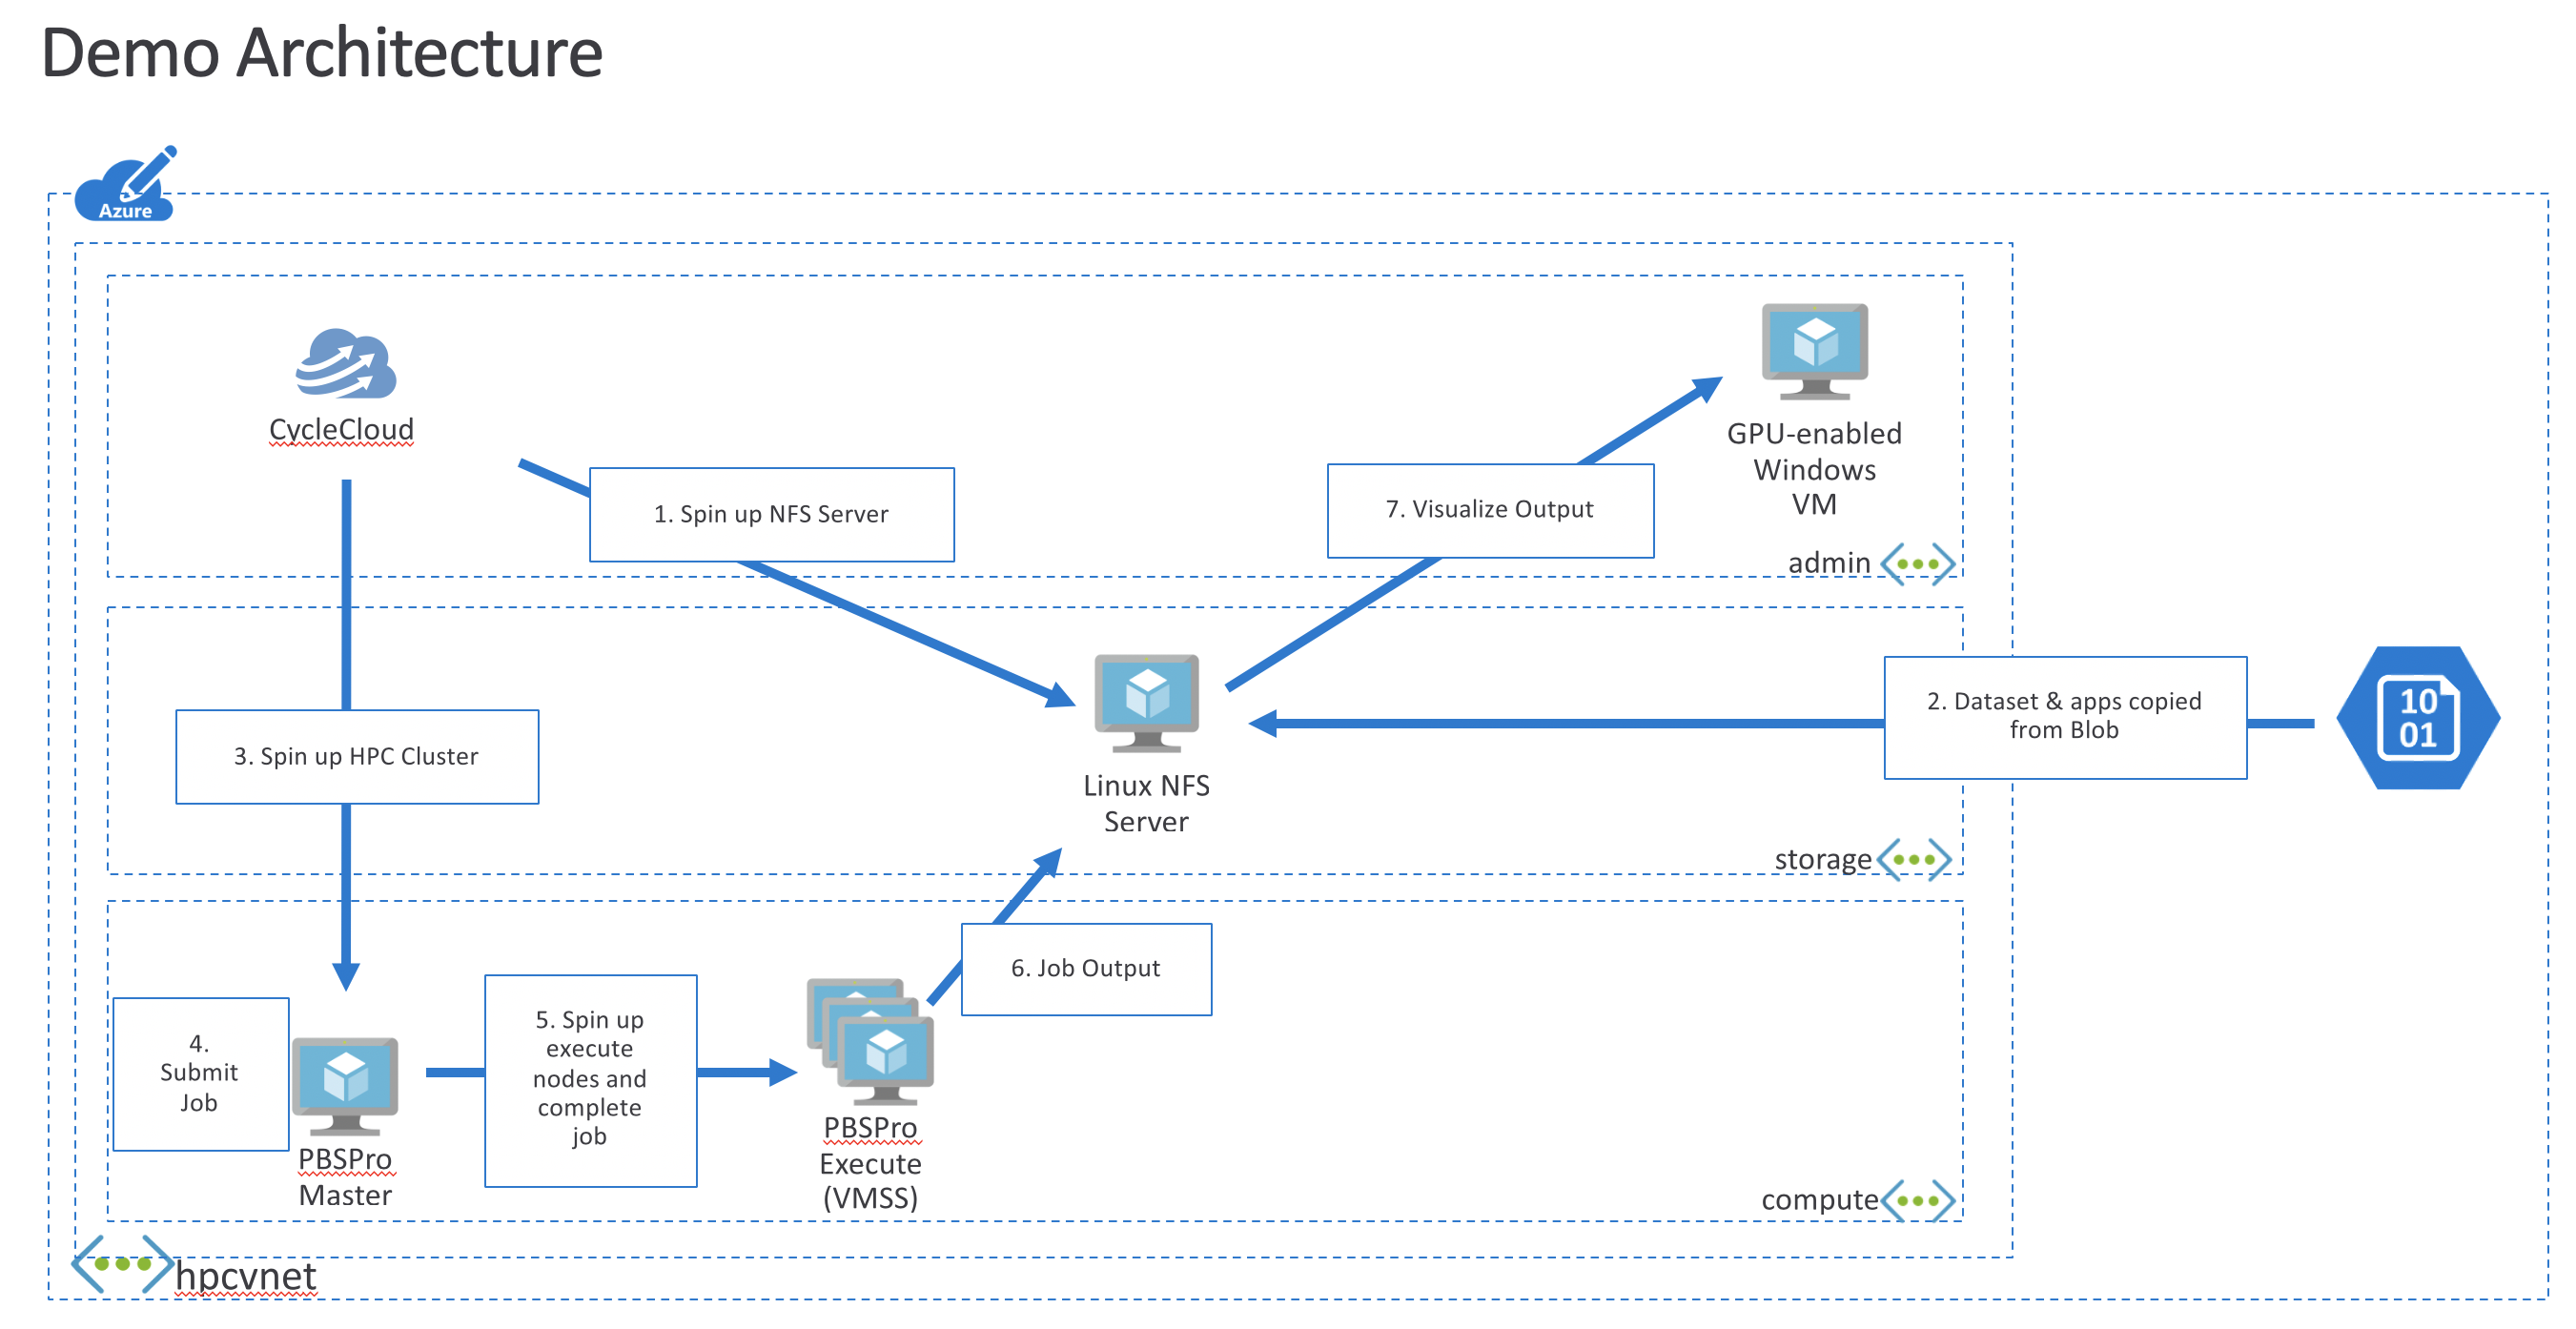 Demo Architecture
Azure
CycleCloud
1. Spin up NFS Server
7. Visualize Output
GPU-enabled
Windows
VM
admin
3. Spin up HPC Cluster
Linux NFS
Server
2. Dataset & apps copied
from Blob
10
01
storage
4.
Submit
Job
PBSPro
Master
5. Spin up
execute
nodes and
complete
job
PBSPro
Execute
(VMSS)
6. Job Output
compute
hpcvnet